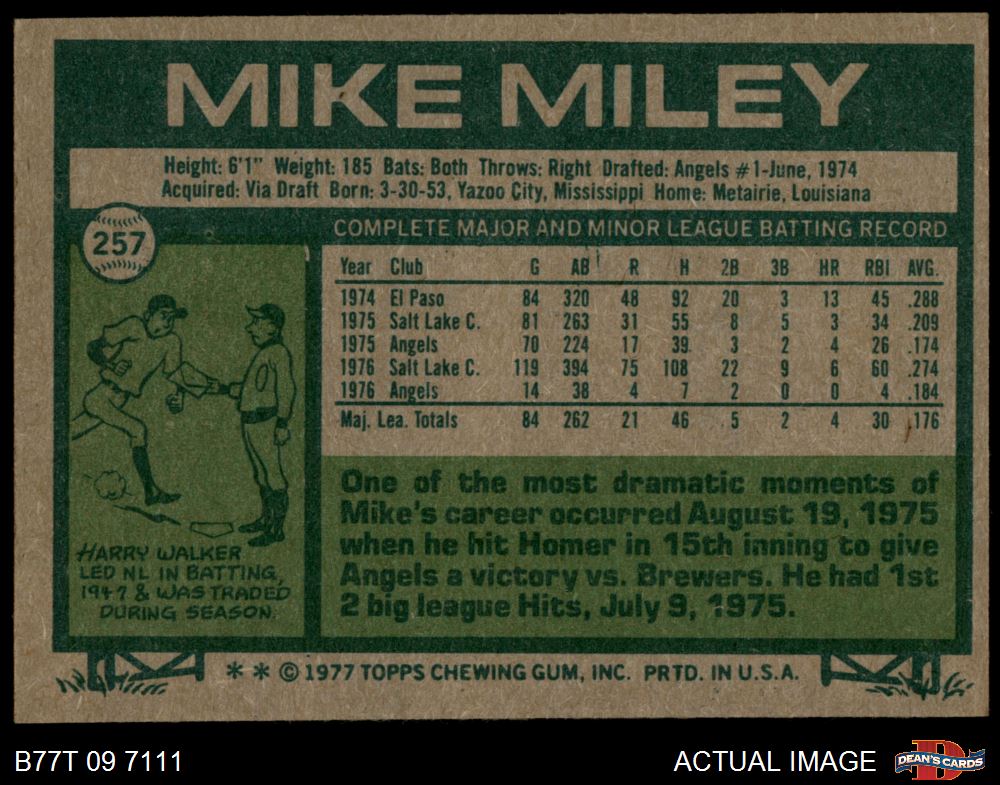 MIKE MILEY
Height: 6'1" Weight: 185 Bats: Both Throws: Right Drafted: Angels #1-June, 1974
Acquired: Via Draft Born: 3-30-53, Yazoo City, Mississippi Home: Metairie, Louisiana
257
COMPLETE MAJOR AND MINOR LEAGUE BATTING RECORD
Year Club G AB R H 2B 3B HR RBI AVG.
1974 El Paso 84 320 48 92 20 3 13 45 .288
1975 Salt Lake C. 81 263 31 55 8 5 3 34 .209
1975 Angels 70 224 17 39 3 2 4 26 .174
1976 Salt Lake C. 119 394 75 108 22 9 6 60 .274
1976 Angels 14 38 4 7 2 0 0 4 .184
Maj. Lea. Totals 84 262 21 46 5 2 4 30 .176
HARRY WALKER
LED NL IN BATTING,
1947 & WAS TRADED
DURING SEASON.
One of the most dramatic moments of
Mike's career occurred August 19, 1975
when he hit Homer in 15th inning to give
Angels a victory vs. Brewers. He had 1st
2 big league Hits, July 9, 1975.
* * © 1977 TOPPS CHEWING GUM, INC. PRTD. IN U.S.A.
B77T 09 7111
ACTUAL IMAGE
DEAN'S CARDS